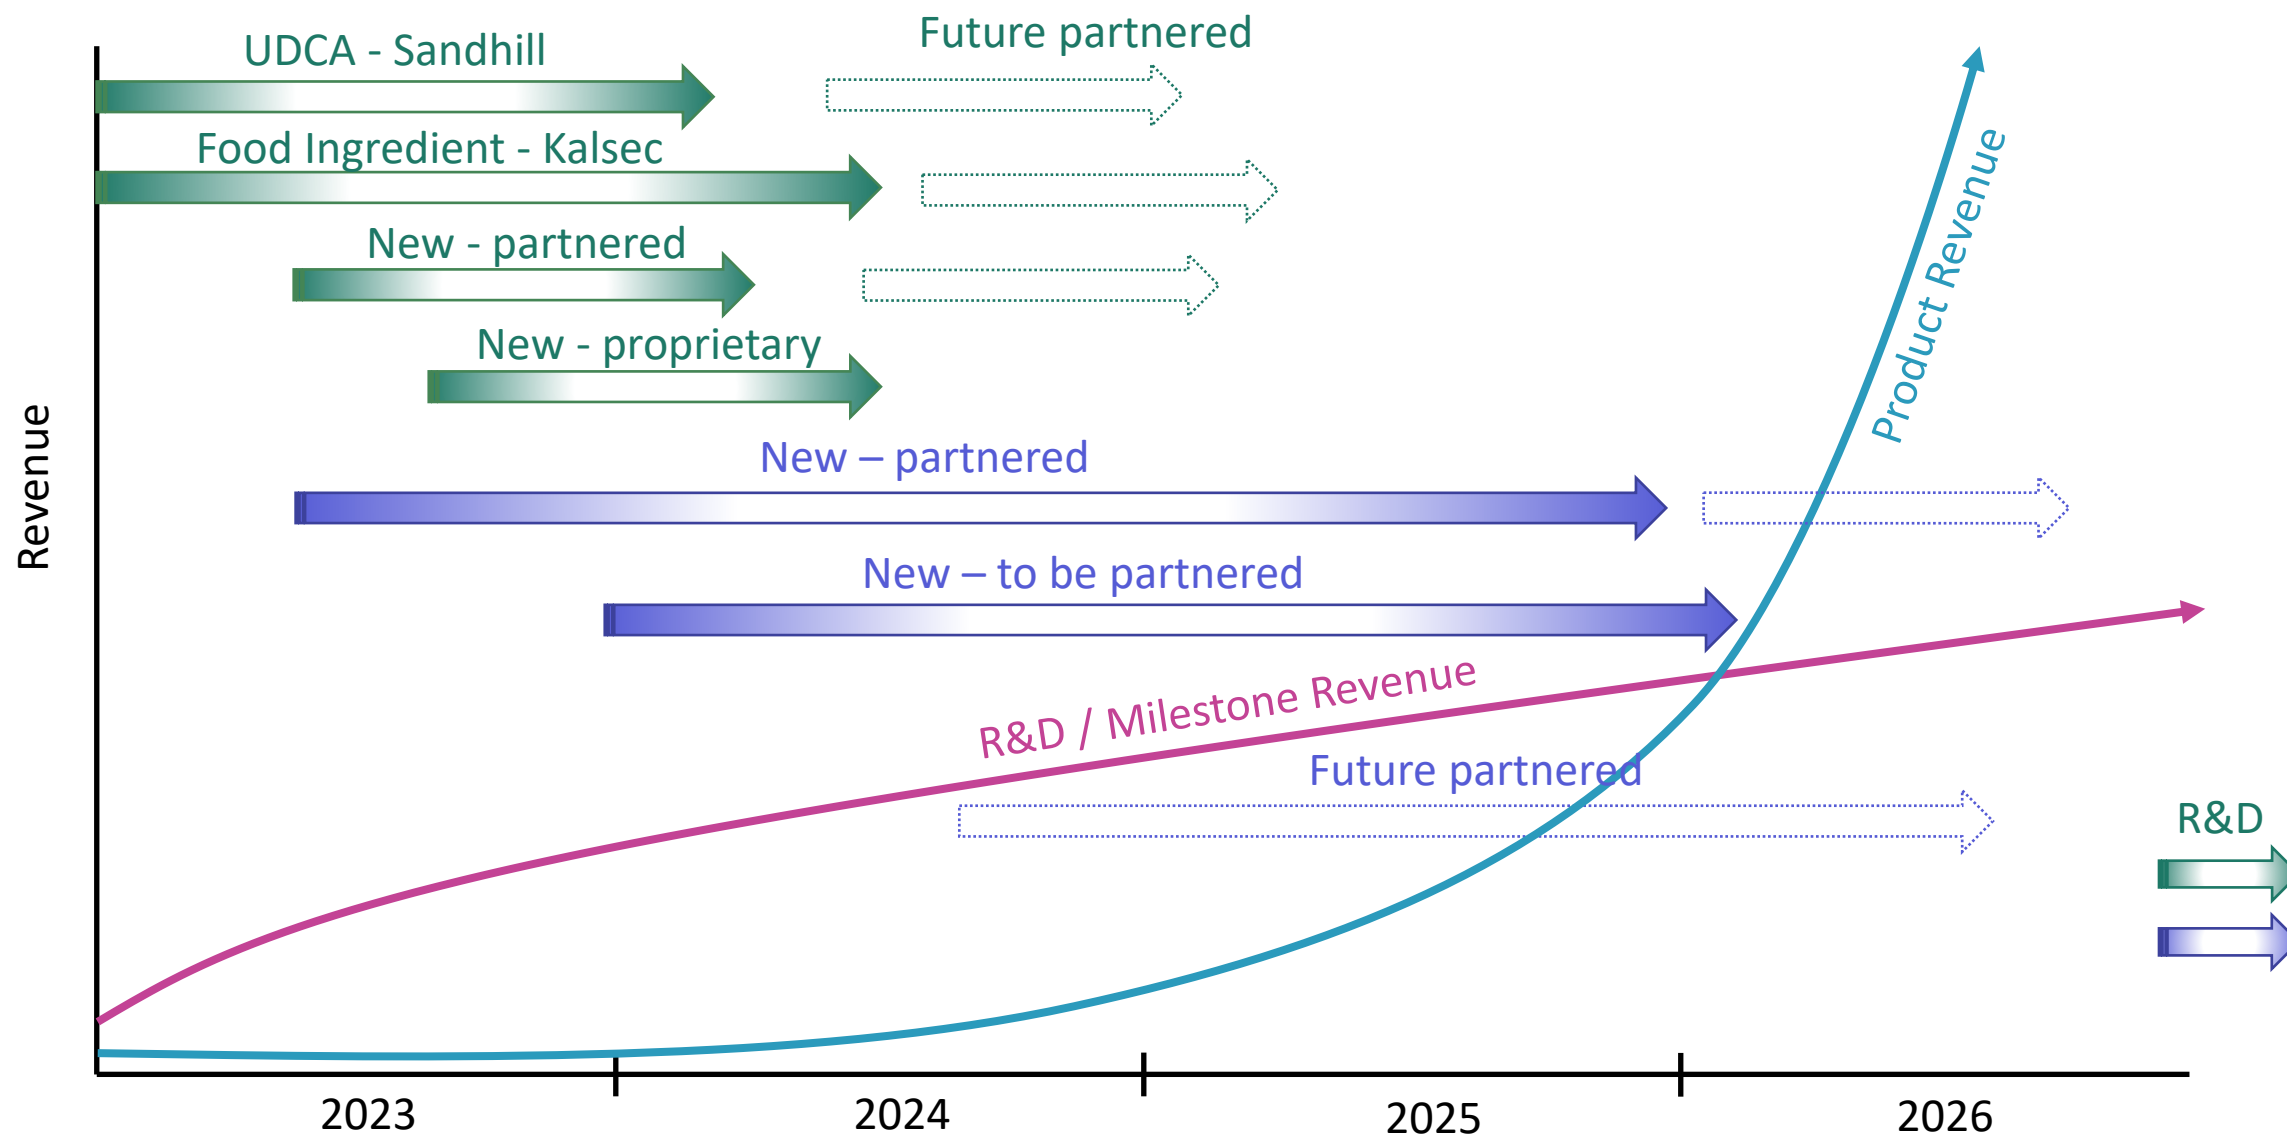 UDCA - Sandhill
Future partnered
Food Ingredient - Kalsec
New - partnered
New - proprietary
New – partnered
New – to be partnered
Product Revenue
Revenue
R&D / Milestone Revenue
Future partnered
R&D
2023
2024
2025
2026